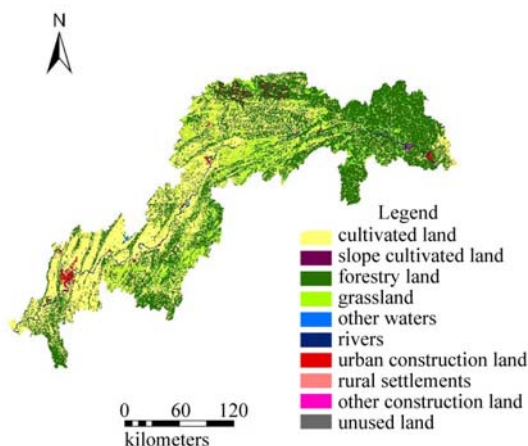 N
Legend
cultivated land
slope cultivated land
forestry land
grassland
other waters
rivers
urban construction land
rural settlements
other construction land
unused land
0 60 120
kilometers